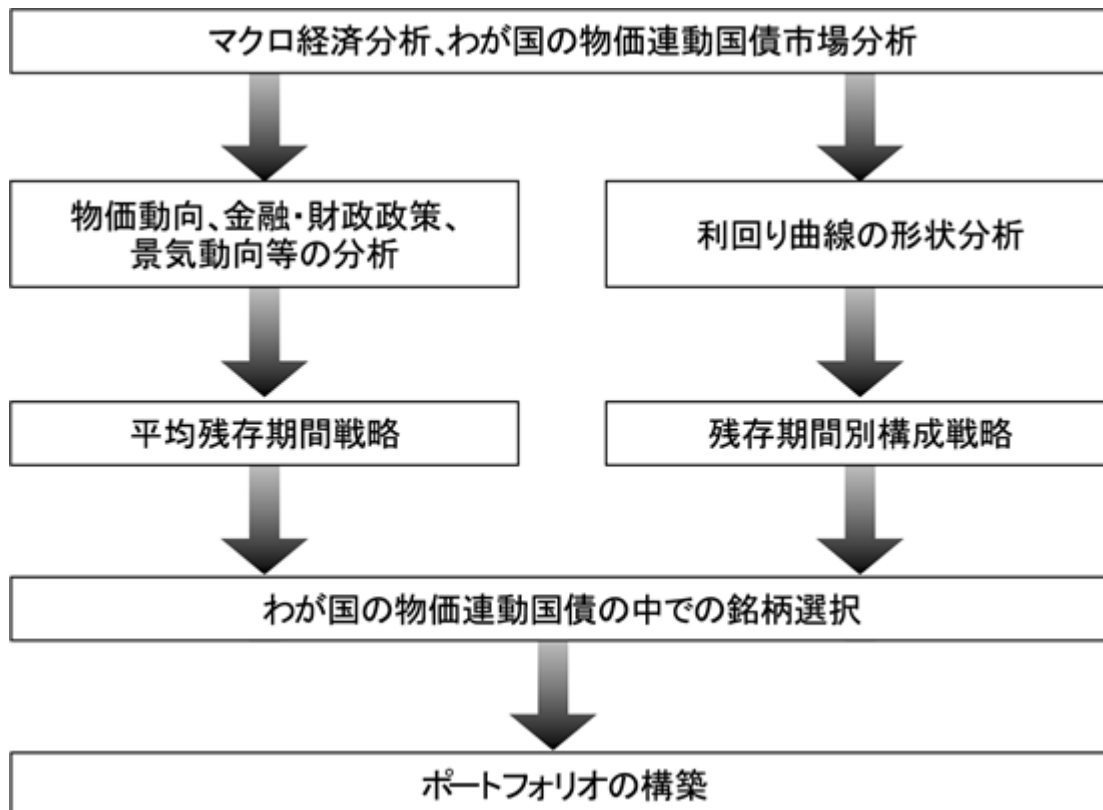 マクロ経済分析、わが国の物価連動国債市場分析
物価動向、金融・財政政策、
景気動向等の分析
利回り曲線の形状分析
平均残存期間戦略
残存期間別構成戦略
わが国の物価連動国債の中での銘柄選択
ポートフォリオの構築